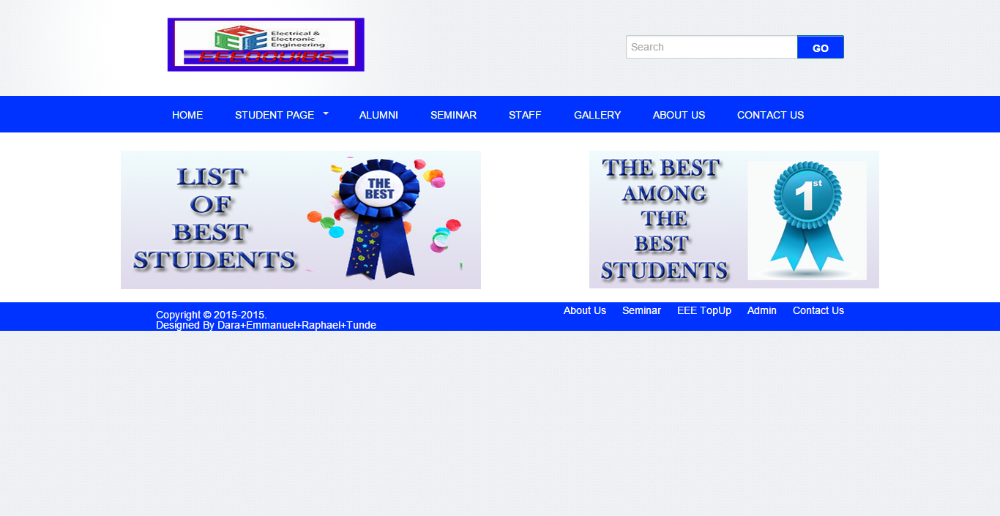 Electrical &
Electronic
Engineering
Search
GO
HOME
STUDENT PAGE
ALUMNI
SEMINAR
STAFF
GALLERY
ABOUT US
CONTACT US
LIST
OF
BEST
STUDENTS
THE
BEST
THE BEST
AMONG
THE
BEST
STUDENTS
1st
Copyright © 2015-2015.
Designed By Dara+Emmanuel+Raphael+Tunde
About Us
Seminar
EEE TopUp
Admin
Contact Us